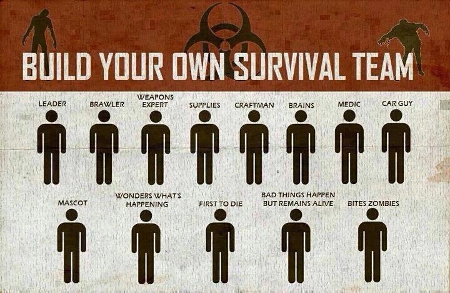 BUILD YOUR OWN SURVIVAL TEAM
LEADER
BRAWLER
WEAPONS
EXPERT
SUPPLIES
CRAFTMAN
BRAINS
MEDIC
CAR GUY
MASCOT
WONDERS WHAT'S
HAPPENING
FIRST TO DIE
BAD THINGS HAPPEN
BUT REMAINS ALIVE
BITES ZOMBIES